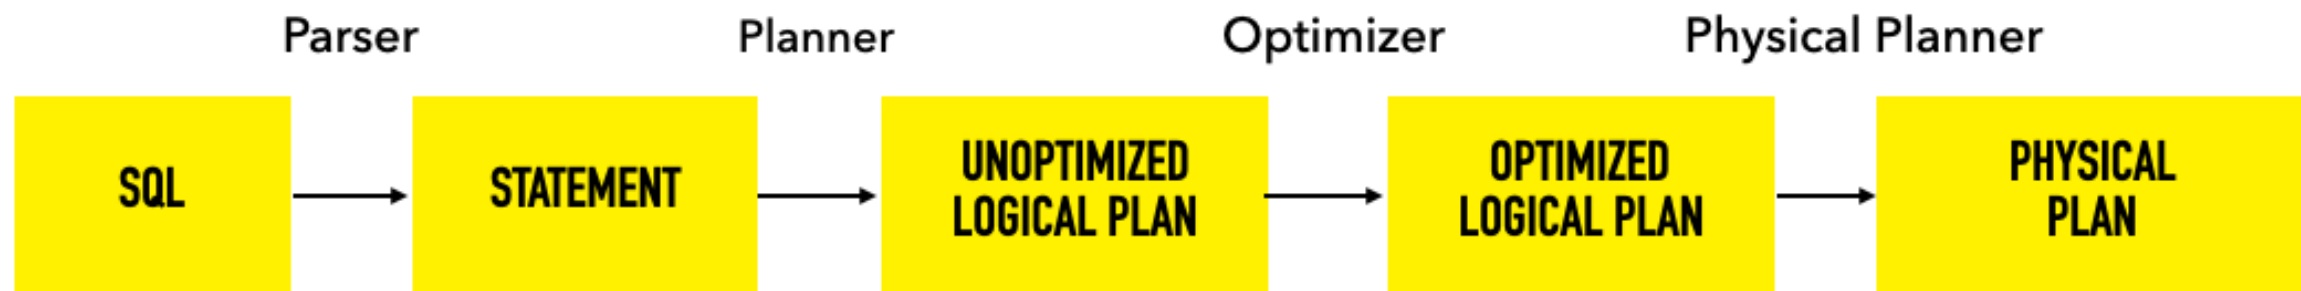 Parser
Planner
Optimizer
Physical Planner
SQL
STATEMENT
UNOPTIMIZED
LOGICAL PLAN
OPTIMIZED
LOGICAL PLAN
PHYSICAL
PLAN